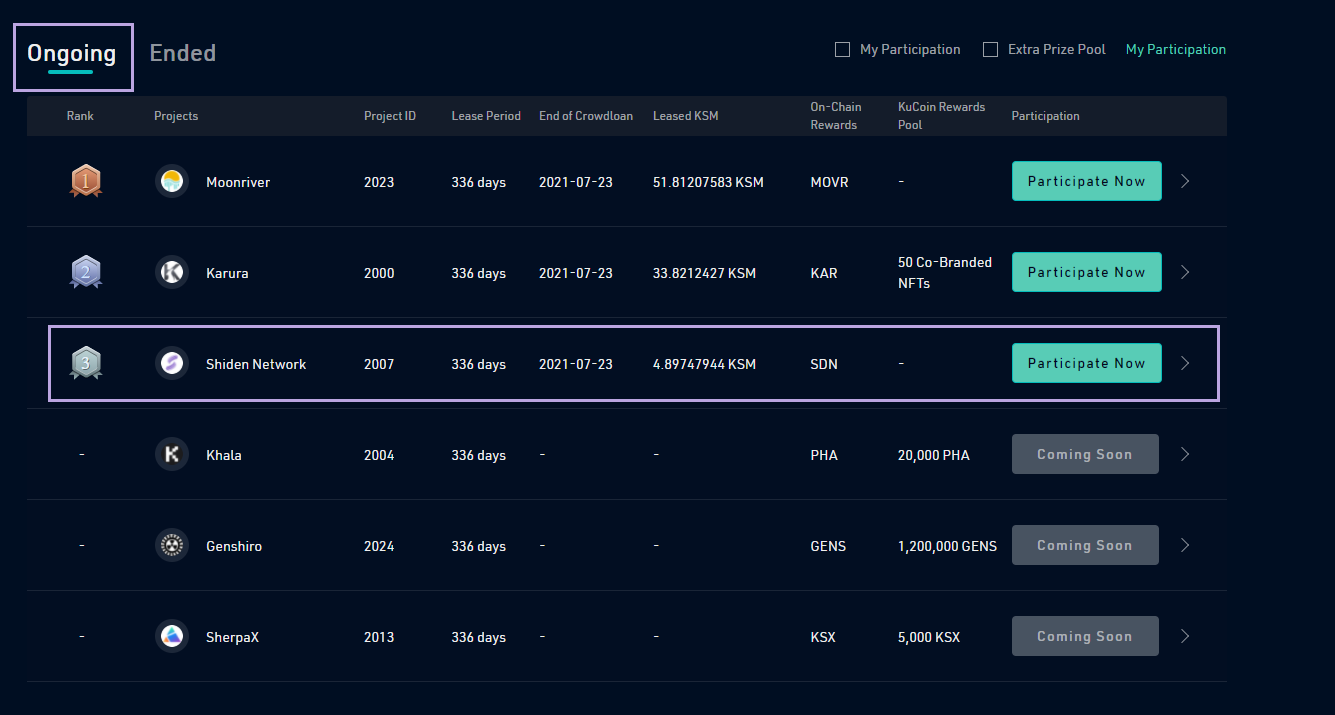 Ongoing Ended My Participation Extra Prize Pool My Participation
Rank Projects Project ID Lease Period End of Crowdloan Leased KSM On-Chain Rewards KuCoin Rewards Pool Participation
1 Moonriver 2023 336 days 2021-07-23 51.81207583 KSM MOVR - Participate Now
2 Karura 2000 336 days 2021-07-23 33.8212427 KSM KAR 50 Co-Branded NFTs Participate Now
3 Shiden Network 2007 336 days 2021-07-23 4.89747944 KSM SDN - Participate Now
- Khala 2004 336 days - - PHA 20,000 PHA Coming Soon
- Genshiro 2024 336 days - - GENS 1,200,000 GENS Coming Soon
- SherpaX 2013 336 days - - KSX 5,000 KSX Coming Soon